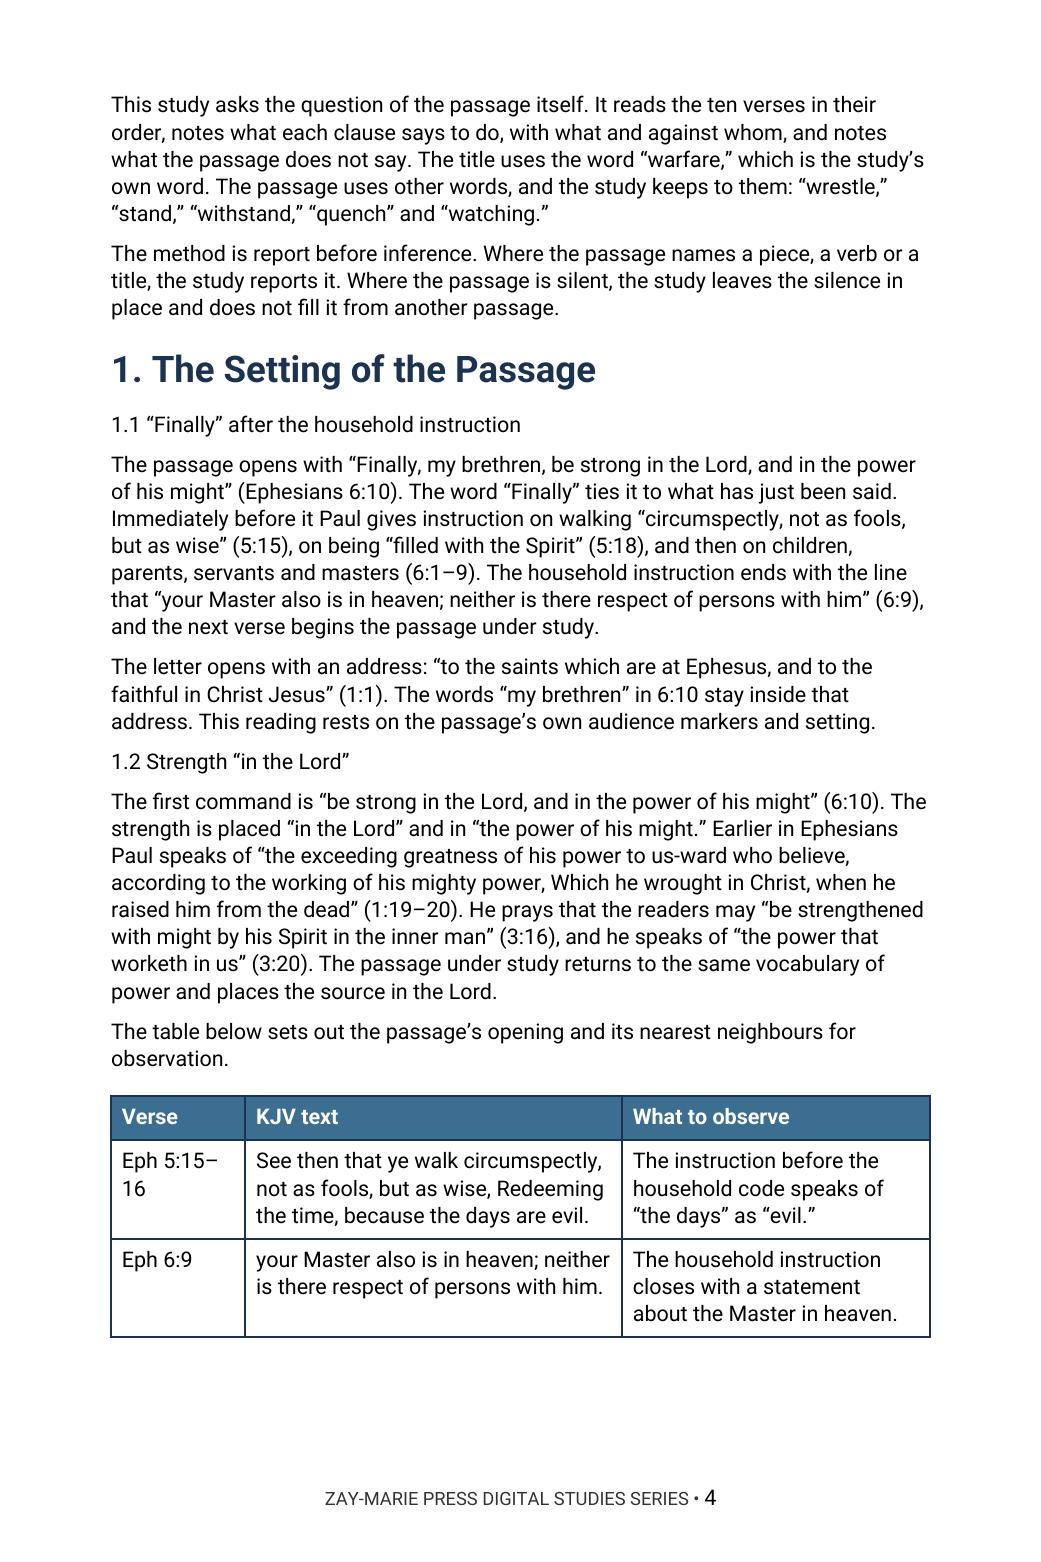 This study asks the question of the passage itself. It reads the ten verses in their
order, notes what each clause says to do, with what and against whom, and notes
what the passage does not say. The title uses the word “warfare,” which is the study’s
own word. The passage uses other words, and the study keeps to them: “wrestle,”
“stand,” “withstand,” “quench” and “watching.”
The method is report before inference. Where the passage names a piece, a verb or a
title, the study reports it. Where the passage is silent, the study leaves the silence in
place and does not fill it from another passage.
1. The Setting of the Passage
1.1 “Finally” after the household instruction
The passage opens with “Finally, my brethren, be strong in the Lord, and in the power
of his might” (Ephesians 6:10). The word “Finally” ties it to what has just been said.
Immediately before it Paul gives instruction on walking “circumspectly, not as fools,
but as wise” (5:15), on being “filled with the Spirit” (5:18), and then on children,
parents, servants and masters (6:1–9). The household instruction ends with the line
that “your Master also is in heaven; neither is there respect of persons with him” (6:9),
and the next verse begins the passage under study.
The letter opens with an address: “to the saints which are at Ephesus, and to the
faithful in Christ Jesus” (1:1). The words “my brethren” in 6:10 stay inside that
address. This reading rests on the passage’s own audience markers and setting.
1.2 Strength “in the Lord”
The first command is “be strong in the Lord, and in the power of his might” (6:10). The
strength is placed “in the Lord” and in “the power of his might.” Earlier in Ephesians
Paul speaks of “the exceeding greatness of his power to us-ward who believe,
according to the working of his mighty power, Which he wrought in Christ, when he
raised him from the dead” (1:19–20). He prays that the readers may “be strengthened
with might by his Spirit in the inner man” (3:16), and he speaks of “the power that
worketh in us” (3:20). The passage under study returns to the same vocabulary of
power and places the source in the Lord.
The table below sets out the passage’s opening and its nearest neighbours for
observation.
Verse KJV text What to observe
Eph 5:15– See then that ye walk circumspectly, The instruction before the
16 not as fools, but as wise, Redeeming household code speaks of
the time, because the days are evil. “the days” as “evil.”
Eph 6:9 your Master also is in heaven; neither The household instruction
is there respect of persons with him. closes with a statement
about the Master in heaven.
ZAY-MARIE PRESS DIGITAL STUDIES SERIES • 4